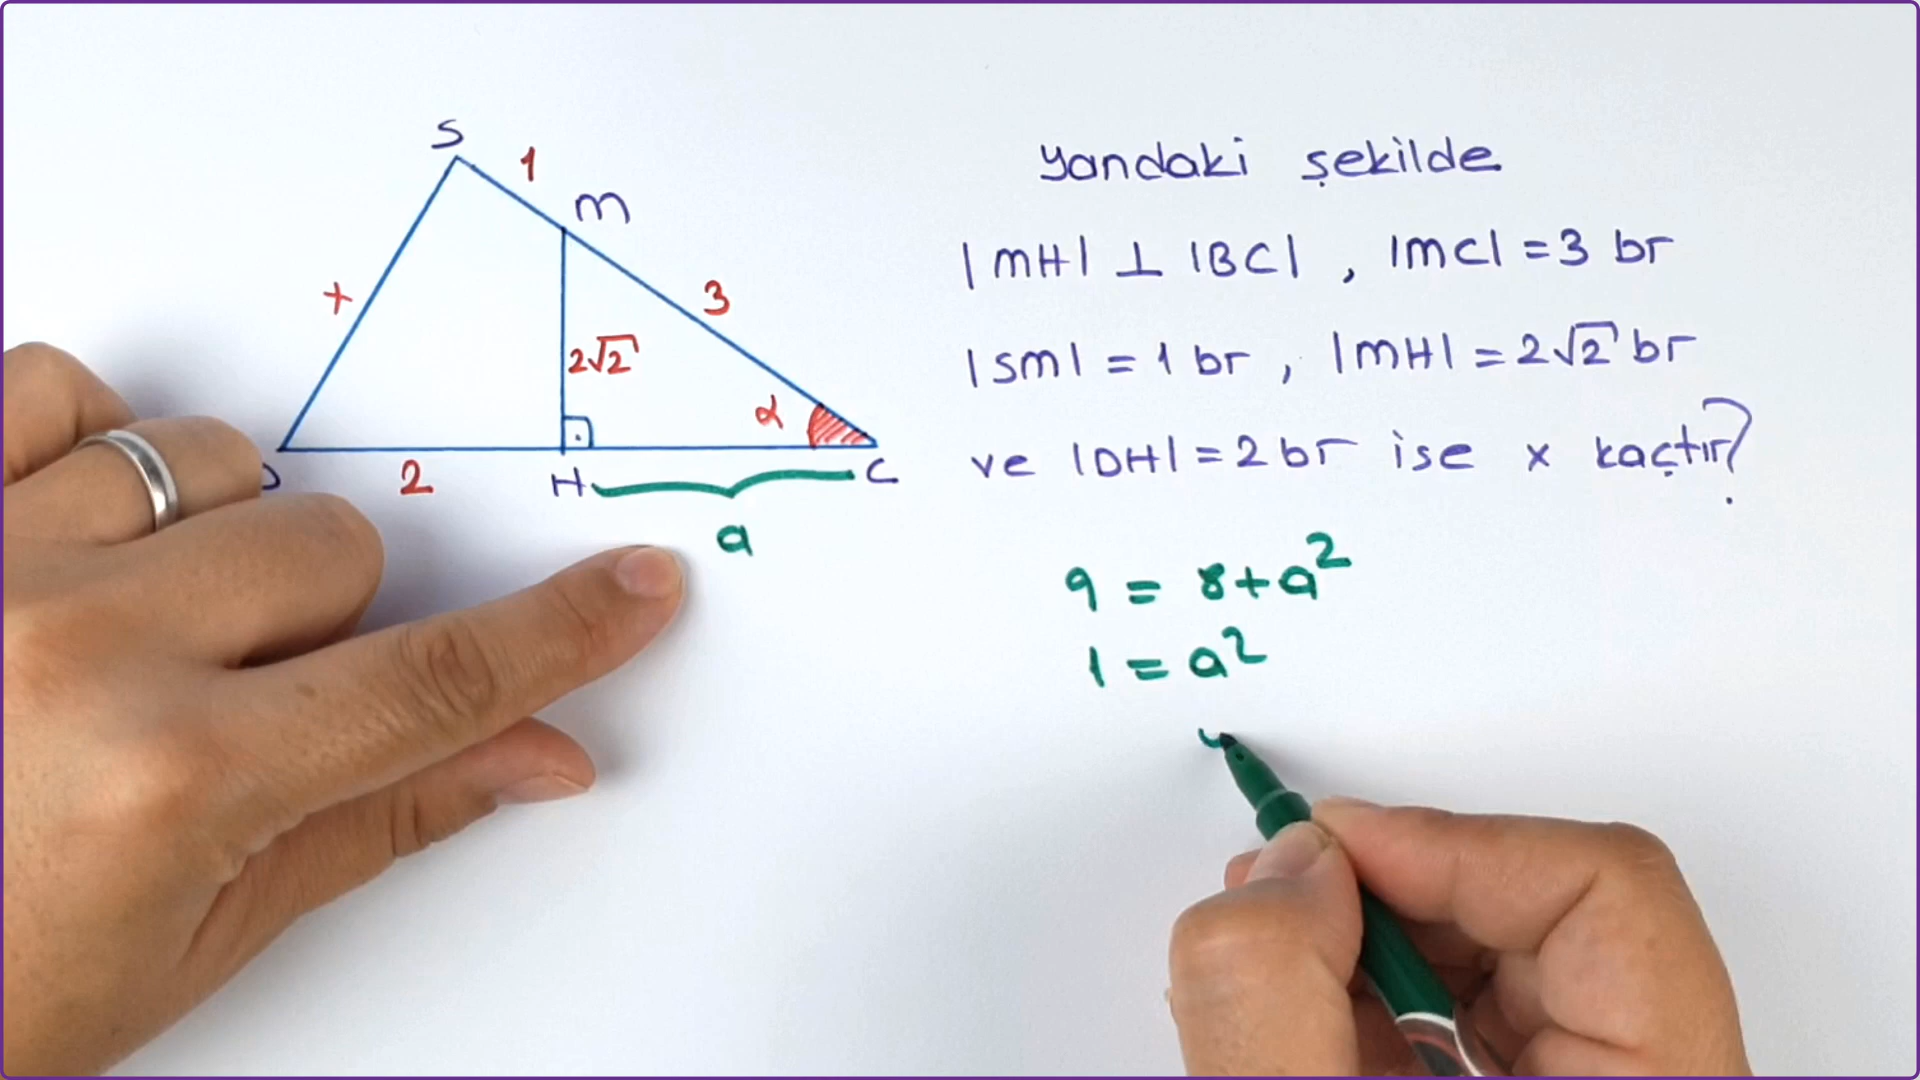 S
1
m
x
3
2√2
α
2
H
C
a
Yandaki şekilde
|mH| ⊥ |BC| , |mC| = 3 br
|Sm| = 1 br , |mH| = 2√2 br
ve |DH| = 2 br ise x kaçtır?
9 = 8 + a²
1 = a²